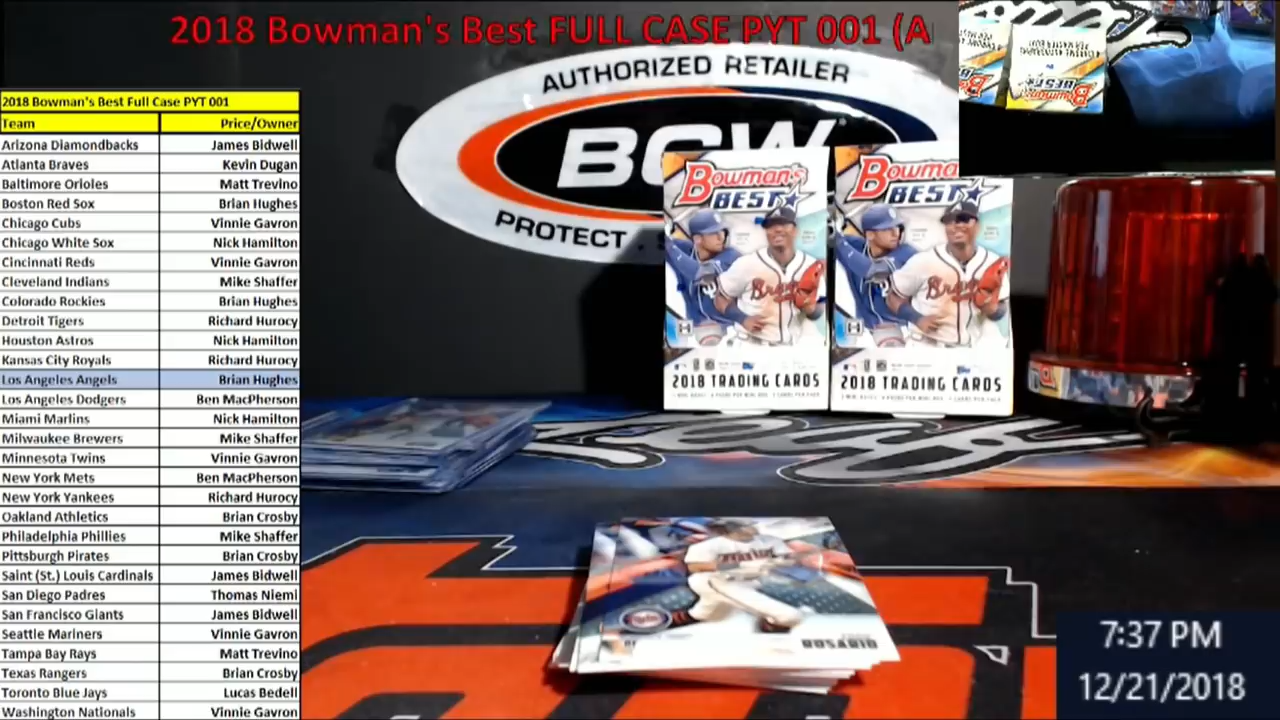 2018 Bowman's Best FULL CASE PYT 001 (A
2018 Bowman's Best Full Case PYT 001
Team Price/Owner
Arizona Diamondbacks James Bidwell
Atlanta Braves Kevin Dugan
Baltimore Orioles Matt Trevino
Boston Red Sox Brian Hughes
Chicago Cubs Vinnie Gavron
Chicago White Sox Nick Hamilton
Cincinnati Reds Vinnie Gavron
Cleveland Indians Mike Shaffer
Colorado Rockies Brian Hughes
Detroit Tigers Richard Hurocy
Houston Astros Nick Hamilton
Kansas City Royals Richard Hurocy
Los Angeles Angels Brian Hughes
Los Angeles Dodgers Ben MacPherson
Miami Marlins Nick Hamilton
Milwaukee Brewers Mike Shaffer
Minnesota Twins Vinnie Gavron
New York Mets Ben MacPherson
New York Yankees Richard Hurocy
Oakland Athletics Brian Crosby
Philadelphia Phillies Mike Shaffer
Pittsburgh Pirates Brian Crosby
Saint (St.) Louis Cardinals James Bidwell
San Diego Padres Thomas Niemi
San Francisco Giants James Bidwell
Seattle Mariners Vinnie Gavron
Tampa Bay Rays Matt Trevino
Texas Rangers Brian Crosby
Toronto Blue Jays Lucas Bedell
Washington Nationals Vinnie Gavron
AUTHORIZED RETAILER
BCW
PROTECT
Bowman's
BEST
Braves
2018 TRADING CARDS
Bowman's
BEST
Braves
2018 TRADING CARDS
7:37 PM
12/21/2018